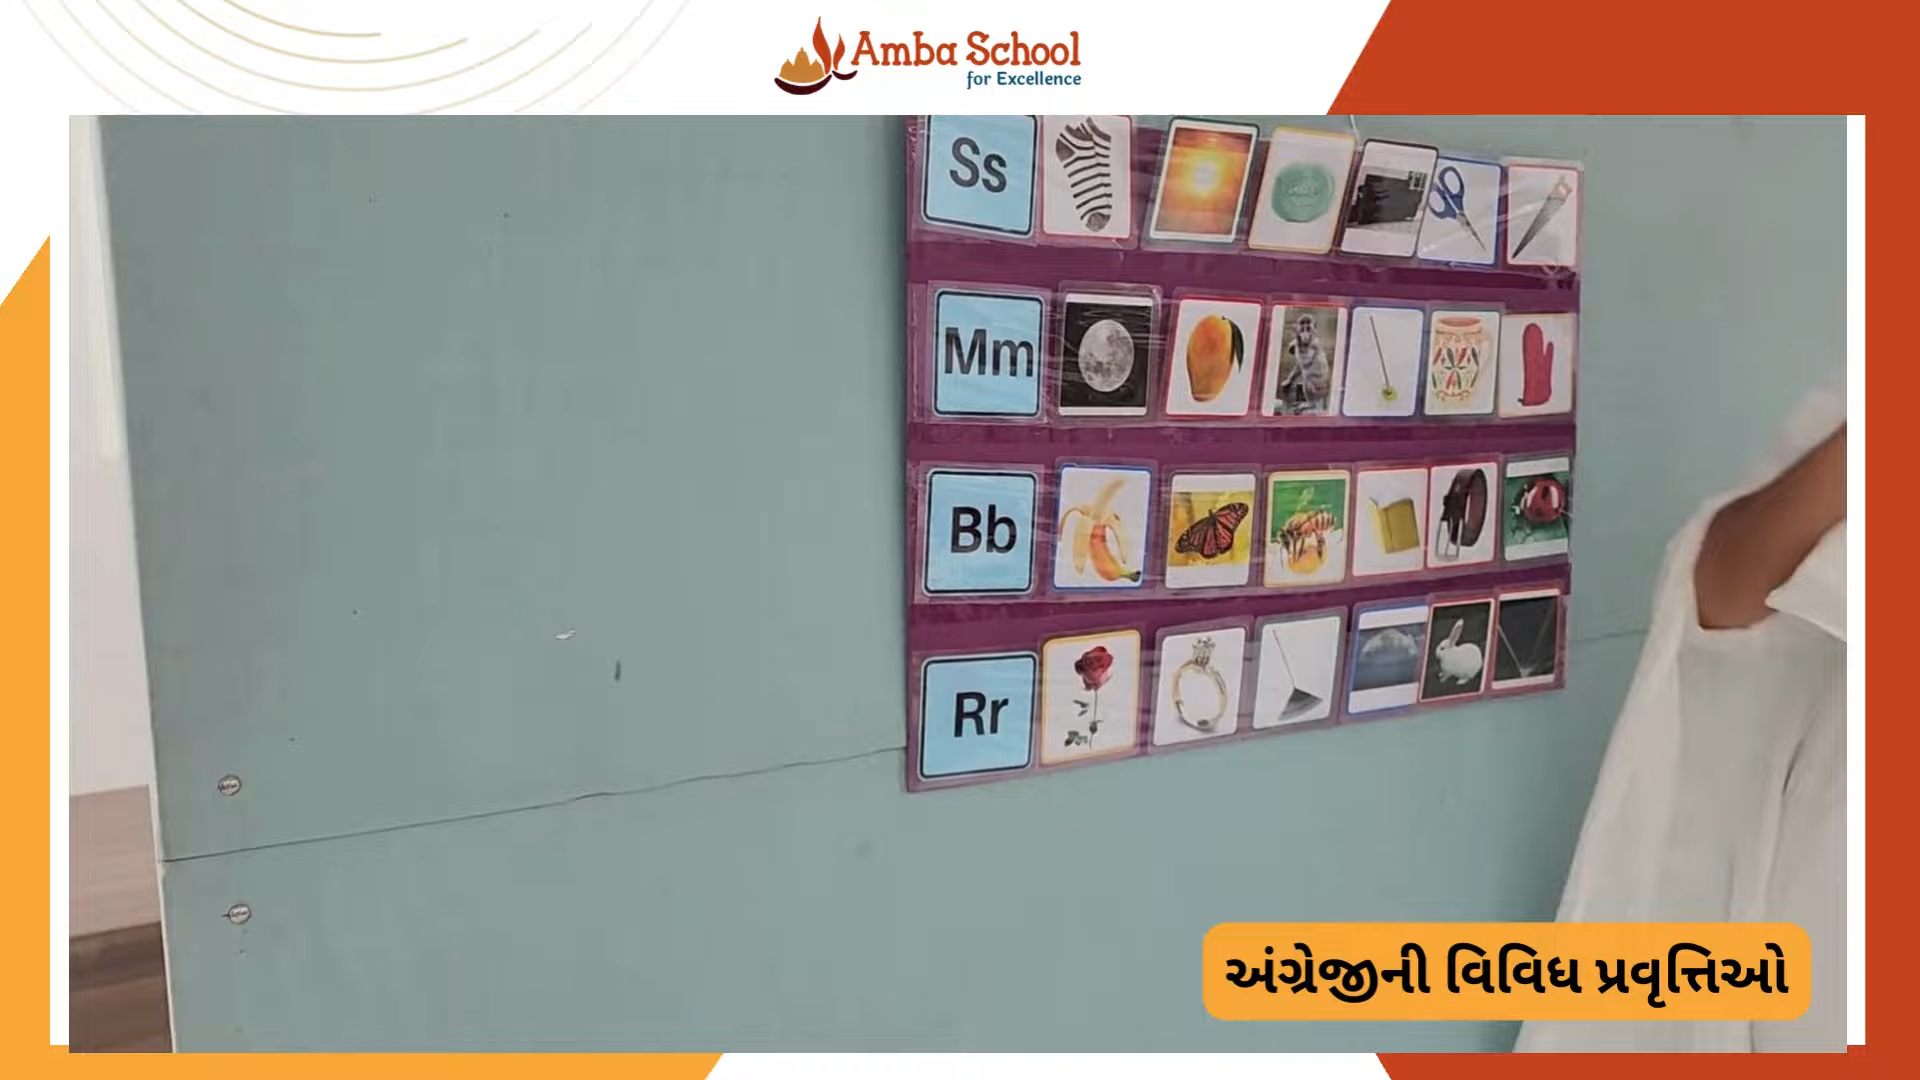 Amba School
for Excellence
Ss
Mm
Bb
Rr
અંગ્રેજીની વિવિધ પ્રવૃત્તિઓ